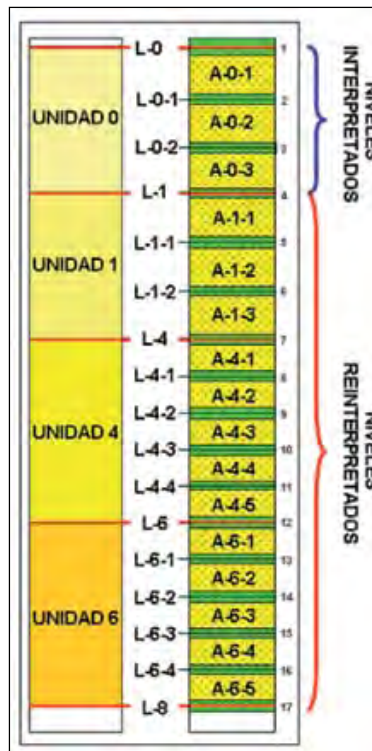 L-0
1
A-0-1
L-0-1
2
UNIDAD 0
A-0-2
L-0-2
3
A-0-3
L-1
4
A-1-1
L-1-1
5
UNIDAD 1
A-1-2
L-1-2
6
A-1-3
L-4
7
A-4-1
L-4-1
8
A-4-2
L-4-2
9
UNIDAD 4
A-4-3
L-4-3
10
A-4-4
L-4-4
11
A-4-5
L-6
12
A-6-1
L-6-1
13
A-6-2
L-6-2
14
UNIDAD 6
A-6-3
L-6-3
15
A-6-4
L-6-4
16
A-6-5
L-8
17
NIVELES
INTERPRETADOS
NIVELES
REINTERPRETADOS